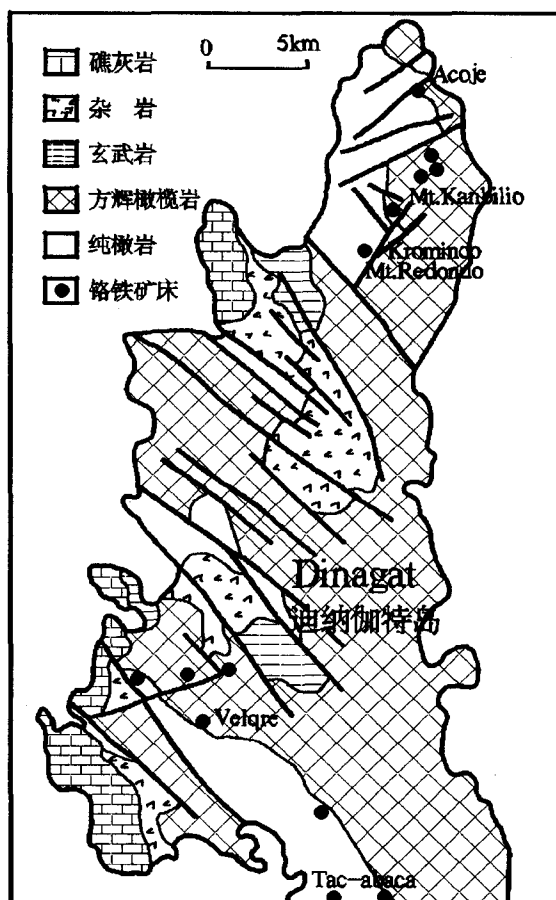 0 5km
礁灰岩
杂 岩
玄武岩
方辉橄榄岩
纯橄岩
铬铁矿床
Acoje
Mt.Kanbilio
Kromindo
Mt.Redondo
Dinagat
迪纳伽特岛
Velqre
Tac-abaca